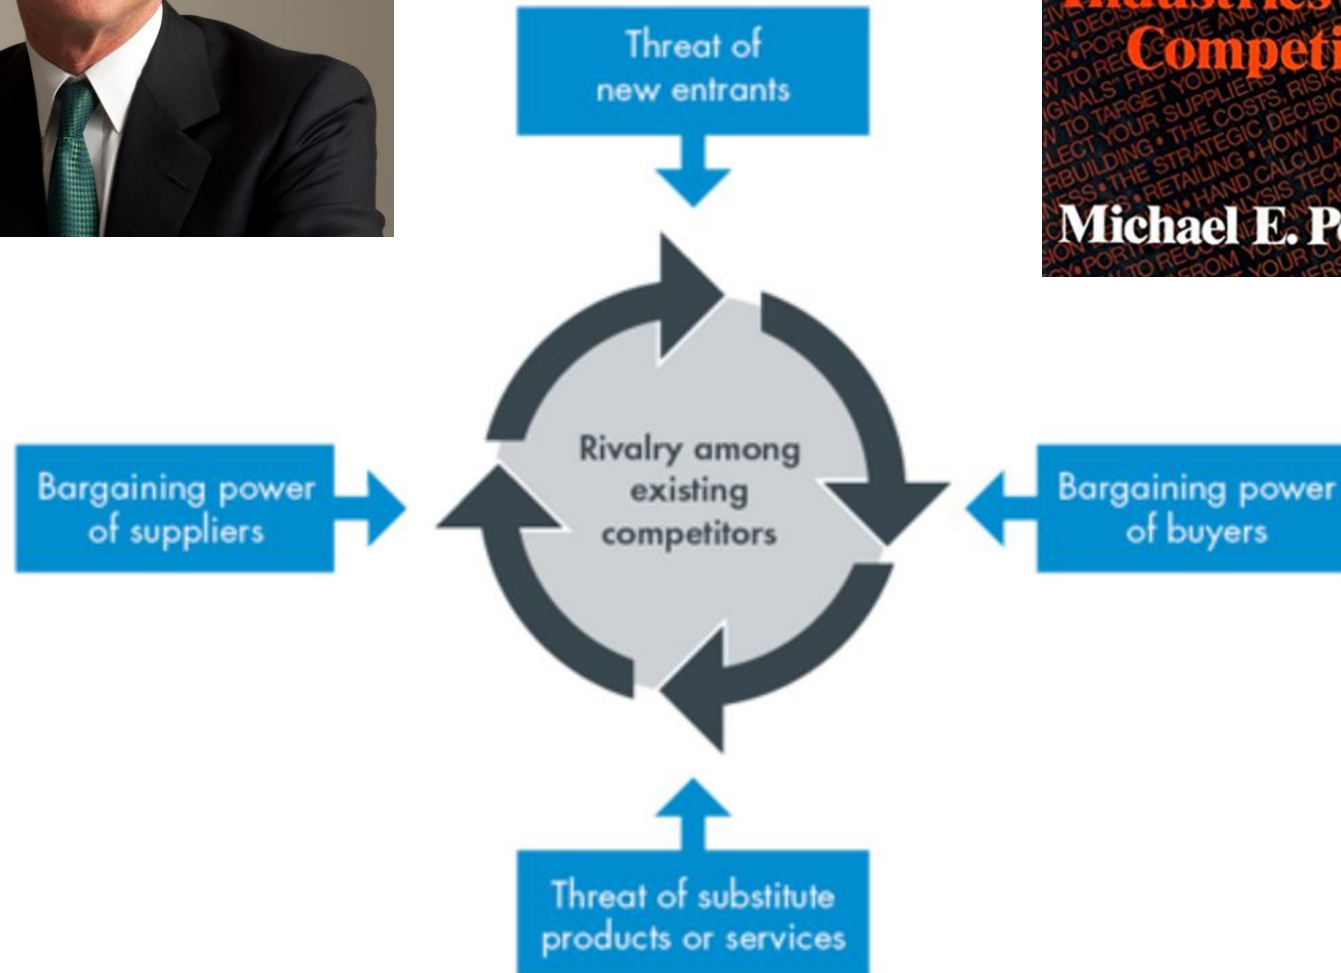 Threat of
new entrants
Competi
Michael E. P
Rivalry among
existing
competitors
Bargaining power
of suppliers
Bargaining power
of buyers
Threat of substitute
products or services